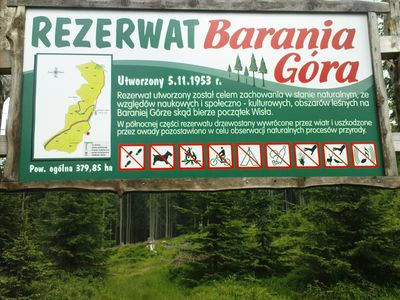 REZERWAT Barania
Góra
Utworzony 5.11.1953 r.
Rezerwat utworzony został celem zachowania w stanie naturalnym, ze
względów naukowych i społeczno - kulturowych, obszarów leśnych na
Baraniej Górze skąd bierze początek Wisła.
W północnej części rezerwatu drzewostany wywrócone przez wiatr i uszkodzone
przez owady pozostawiono w celu obserwacji naturalnych procesów przyrody.
Pow. ogólna 379,85 ha